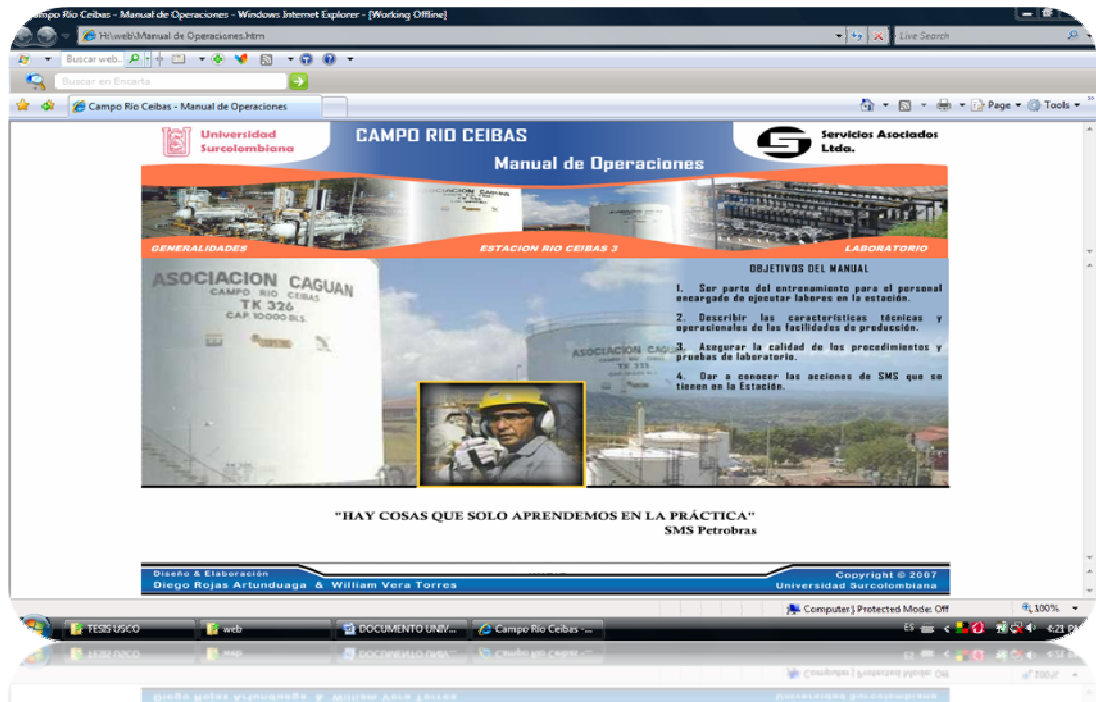 Campo Rio Ceibas - Manual de Operaciones - Windows Internet Explorer - [Working Offline]
H:\web\Manual de Operaciones.htm
Live Search
Buscar web..
Buscar en Encarta
Campo Rio Ceibas - Manual de Operaciones
Page
Tools
Universidad
Surcolombiana
CAMPO RIO CEIBAS
Manual de Operaciones
Servicios Asociados
Ltda.
GENERALIDADES
ESTACION RIO CEIBAS 3
LABORATORIO
ASOCIACION CAGUAN
CAMPO RIO CEIBAS
TK 326
CAP. 10000 BLS.
ASOCIACION
OBJETIVOS DEL MANUAL
1. Ser parte del entrenamiento para el personal
encargado de ejecutar labores en la estación.
2. Describir las características técnicas y
operacionales de las facilidades de producción.
3. Asegurar la calidad de los procedimientos y
pruebas de laboratorio.
4. Dar a conocer las acciones de SMS que se
tienen en la Estación.
"HAY COSAS QUE SOLO APRENDEMOS EN LA PRÁCTICA"
SMS Petrobras
Diseño & Elaboración
Diego Rojas Artunduaga & William Vera Torres
Copyright © 2007
Universidad Surcolombiana
Computer | Protected Mode: Off
100%
TESIS USCO
web
DOCUMENTO UNIV...
Campo Rio Ceibas -...
ES
4:21 PM